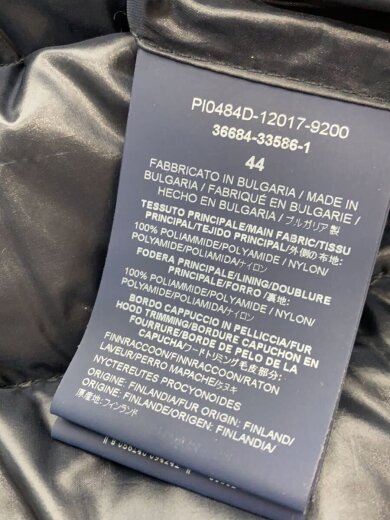 PI0484D-12017-9200
36684-33586-1
44
FABBRICATO IN BULGARIA / MADE IN
BULGARIA / FABRIQUÉ EN BULGARIE /
HECHO EN BULGARIA / ブルガリア製
TESSUTO PRINCIPALE/MAIN FABRIC/TISSU
PRINCIPAL/TEJIDO PRINCIPAL/外側の布地:
100% POLIAMMIDE/POLYAMIDE / NYLON/
POLYAMIDE/POLIAMIDA/ナイロン
FODERA PRINCIPALE/LINING/DOUBLURE
PRINCIPALE/FORRO / 裏地:
100% POLIAMMIDE/POLYAMIDE / NYLON/
POLYAMIDE/POLIAMIDA/ナイロン
BORDO CAPPUCCIO IN PELLICCIA/FUR
HOOD TRIMMING/BORDURE CAPUCHON EN
FOURRURE/BORDE DE PELO DE LA
CAPUCHA/フードトリミング毛皮部分:
FINNRACCOON/FINNRACCOON/RATON
LAVEUR/PERRO MAPACHE/タヌキ
NYCTEREUTES PROCYONOIDES
ORIGINE: FINLANDIA/FUR ORIGIN: FINLAND/
ORIGINE: FINLANDE/ORIGEN: FINLANDIA/
原産地:フィンランド